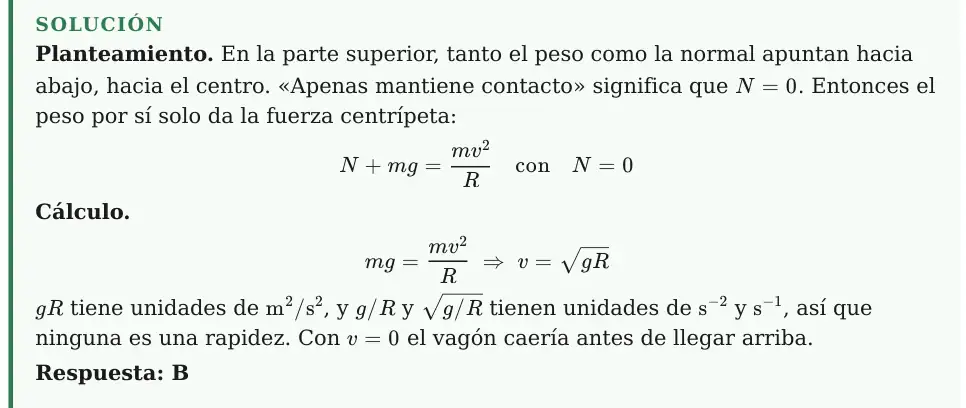 SOLUCIÓN
Planteamiento. En la parte superior, tanto el peso como la normal apuntan hacia
abajo, hacia el centro. «Apenas mantiene contacto» significa que N = 0. Entonces el
peso por sí solo da la fuerza centrípeta:
N + mg = mv²/R con N = 0
Cálculo.
mg = mv²/R ⇒ v = √gR
gR tiene unidades de m²/s², y g/R y √g/R tienen unidades de s⁻² y s⁻¹, así que
ninguna es una rapidez. Con v = 0 el vagón caería antes de llegar arriba.
Respuesta: B